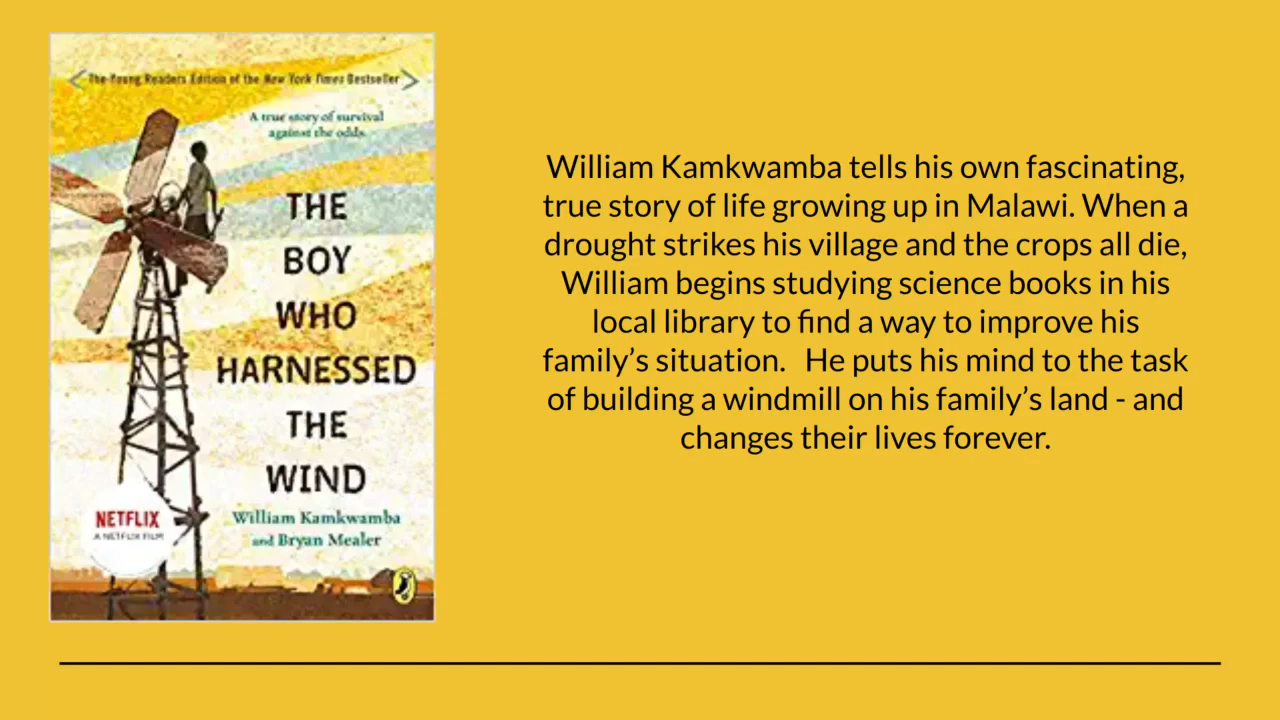 The Young Readers Edition of the New York Times Bestseller
A true story of survival
against the odds
THE
BOY
WHO
HARNESSED
THE
WIND
NETFLIX
A NETFLIX FILM
William Kamkwamba
and Bryan Mealer
William Kamkwamba tells his own fascinating,
true story of life growing up in Malawi. When a
drought strikes his village and the crops all die,
William begins studying science books in his
local library to find a way to improve his
family’s situation.   He puts his mind to the task
of building a windmill on his family’s land - and
changes their lives forever.